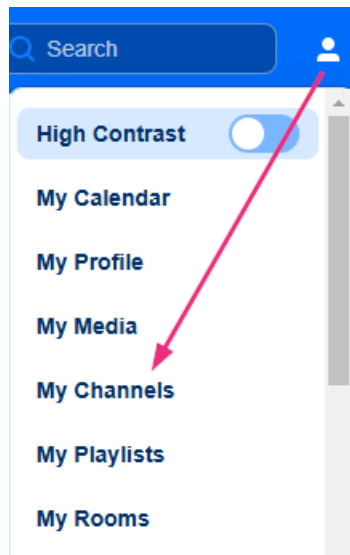 Search
High Contrast
My Calendar
My Profile
My Media
My Channels
My Playlists
My Rooms